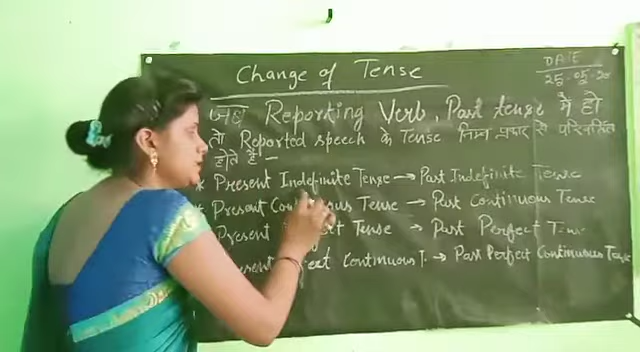 Change of Tense
DATE
25-05-20
जब Reporting Verb, Past tense में हो
तो Reported speech के Tense निम्न प्रकार से परिवर्तित
होते हैं-
* Present Indefinite Tense → Past Indefinite Tense
* Present Continuous Tense → Past Continuous Tense
Present Tense → Past Perfect Tense
Continuous T. → Past Perfect Continuous Tense